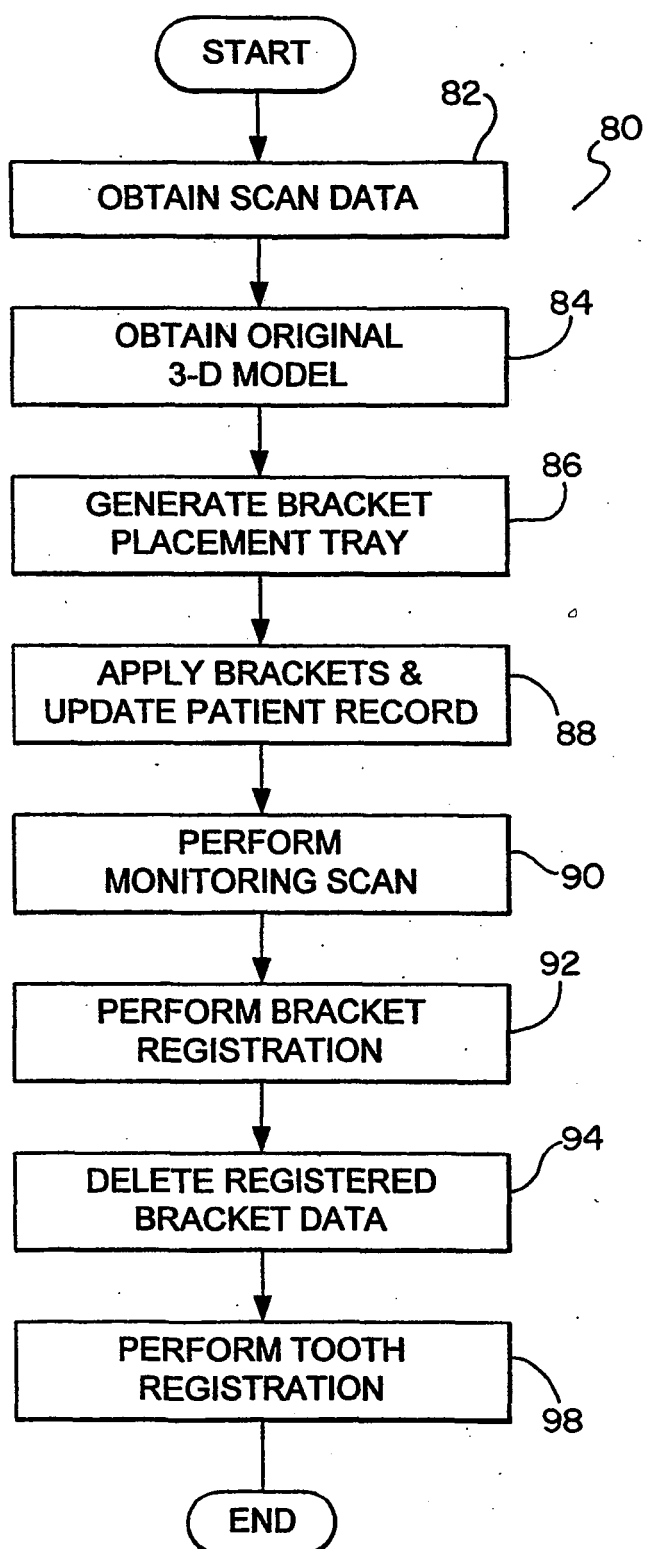 START
82
80
OBTAIN SCAN DATA
84
OBTAIN ORIGINAL
3-D MODEL
86
GENERATE BRACKET
PLACEMENT TRAY
APPLY BRACKETS &
UPDATE PATIENT RECORD
88
PERFORM
MONITORING SCAN
90
92
PERFORM BRACKET
REGISTRATION
94
DELETE REGISTERED
BRACKET DATA
PERFORM TOOTH
REGISTRATION
98
END